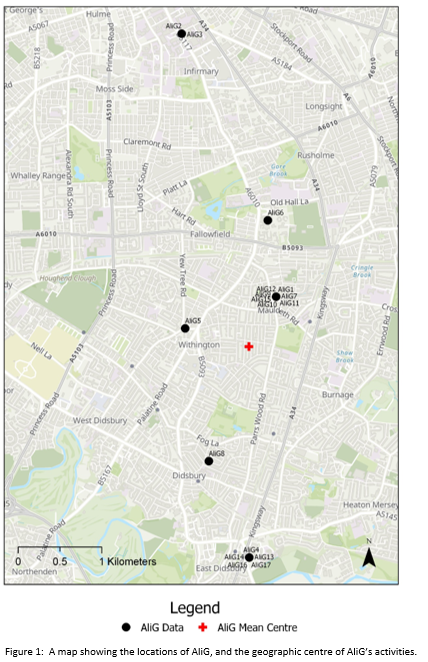 George's
Hulme
A5067
A34
Road
AliG2
AliG3
A5117
Princess Road
B5218
Stockport Road
A5184
A6010
Infirmary
Moss Side
A6
Longsight
A5103
A6010
Claremont Rd
Rusholme
Whalley Range
Alexandra Rd South
Princess Road
Lloyd St South
Platt La
Gore
Brook
A34
A5079
A6010
Old Hall La
Hart Rd
AliG6
A6010
Fallowfield
B5093
Yew Tree Rd
Cringle
Brook
Hough end Clough
Princess Road
AliG12
AliG1
AliG7
AliG10
AliG11
Mauldeth Rd
Kingsway
Cros
Errwood Rd
AliG5
Nell La
A5103
Withington
B5093
Shaw
Brook
Burnage
Princess Road
Palatine Road
West Didsbury
Parrs Wood Rd
A34
Fog La
AliG8
B5167
Didsbury
Kingsway
Heaton Mersey
A5145
Palatine Road
AliG4
AliG14
AliG13
AliG16
AliG17
N
0 0.5 1 Kilometers
Northenden
East Didsbury
Legend
AliG Data AliG Mean Centre
Figure 1: A map showing the locations of AliG, and the geographic centre of AliG's activities.